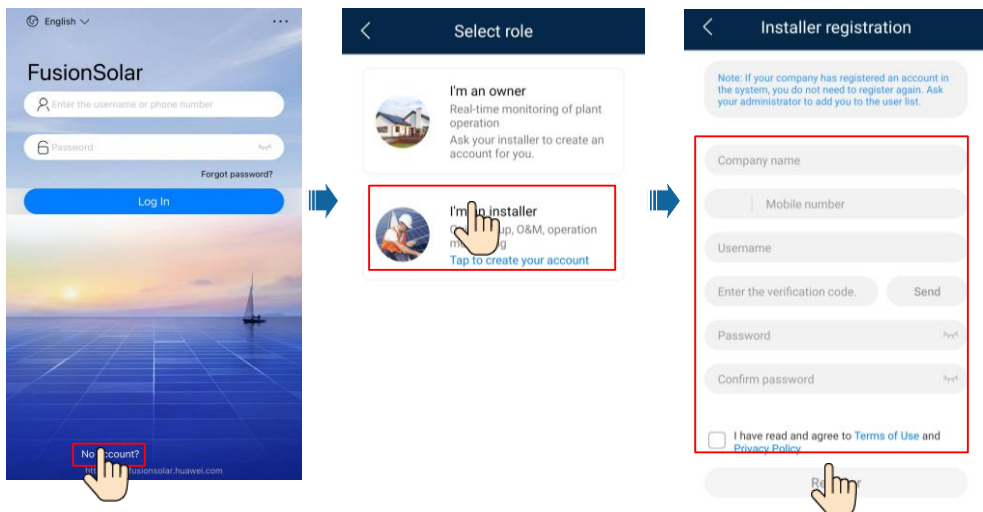 English
FusionSolar
Enter the username or phone number
Password
Forgot password?
Log In
No
fusionsolar.huawei.com
Select role
I'm an owner
Real-time monitoring of plant
operation
Ask your installer to create an
account for you.
installer
O&M, operation
Tap to create your account
Installer registration
Note: If your company has registered an account in
the system, you do not need to register again. Ask
your administrator to add you to the user list.
Company name
Mobile number
Username
Enter the verification code.
Send
Password
Confirm password
I have read and agree to Terms of Use and
Privacy Policy